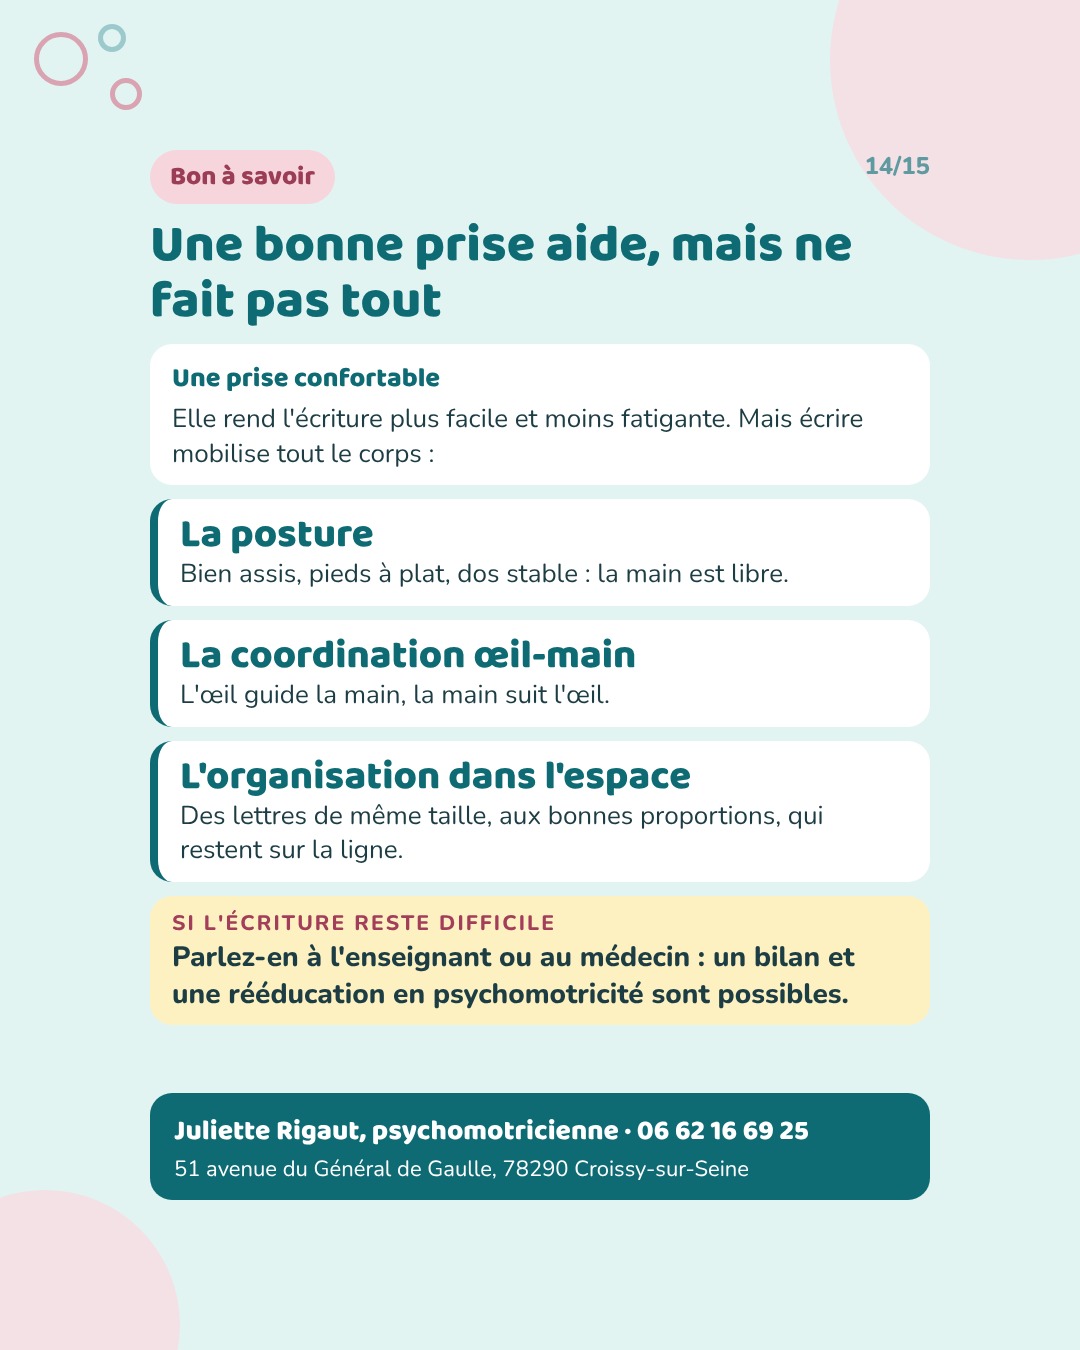 Bon à savoir
14/15
Une bonne prise aide, mais ne
fait pas tout
Une prise confortable
Elle rend l'écriture plus facile et moins fatigante. Mais écrire
mobilise tout le corps :
La posture
Bien assis, pieds à plat, dos stable : la main est libre.
La coordination œil-main
L'œil guide la main, la main suit l'œil.
L'organisation dans l'espace
Des lettres de même taille, aux bonnes proportions, qui
restent sur la ligne.
SI L'ÉCRITURE RESTE DIFFICILE
Parlez-en à l'enseignant ou au médecin : un bilan et
une rééducation en psychomotricité sont possibles.
Juliette Rigaut, psychomotricienne · 06 62 16 69 25
51 avenue du Général de Gaulle, 78290 Croissy-sur-Seine